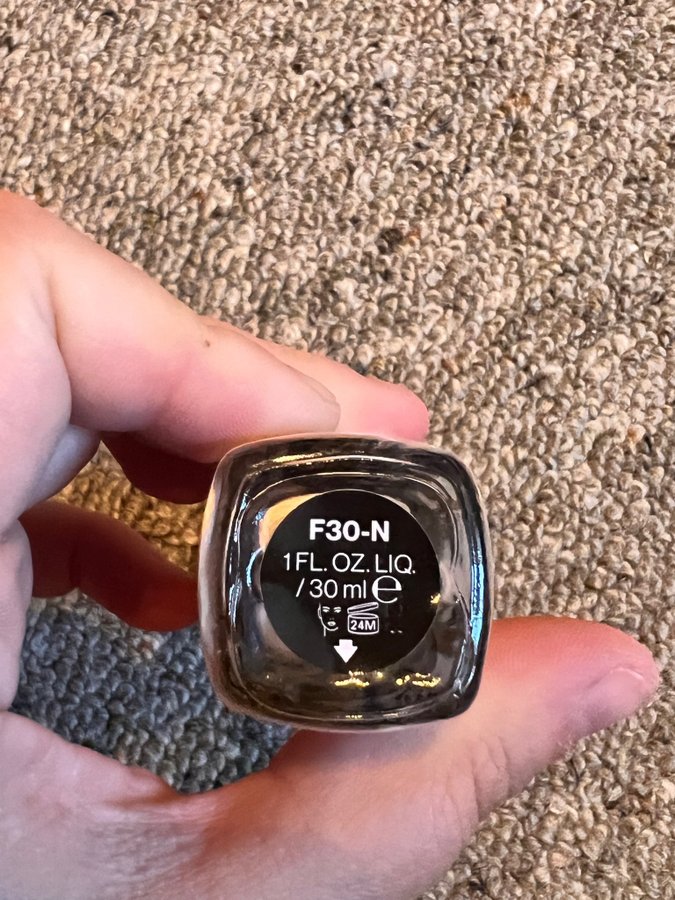 F30-N
1 FL. OZ. LIQ.
/ 30 ml ℮
24M